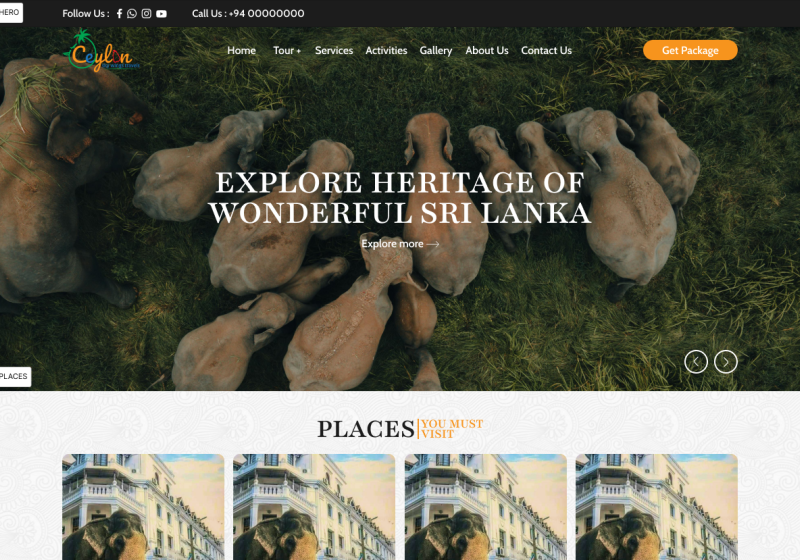 HERO
Follow Us :
Call Us : +94 00000000
Ceylon
Home
Tour +
Services
Activities
Gallery
About Us
Contact Us
Get Package
EXPLORE HERITAGE OF
WONDERFUL SRI LANKA
Explore more
PLACES
PLACES
YOU MUST
VISIT